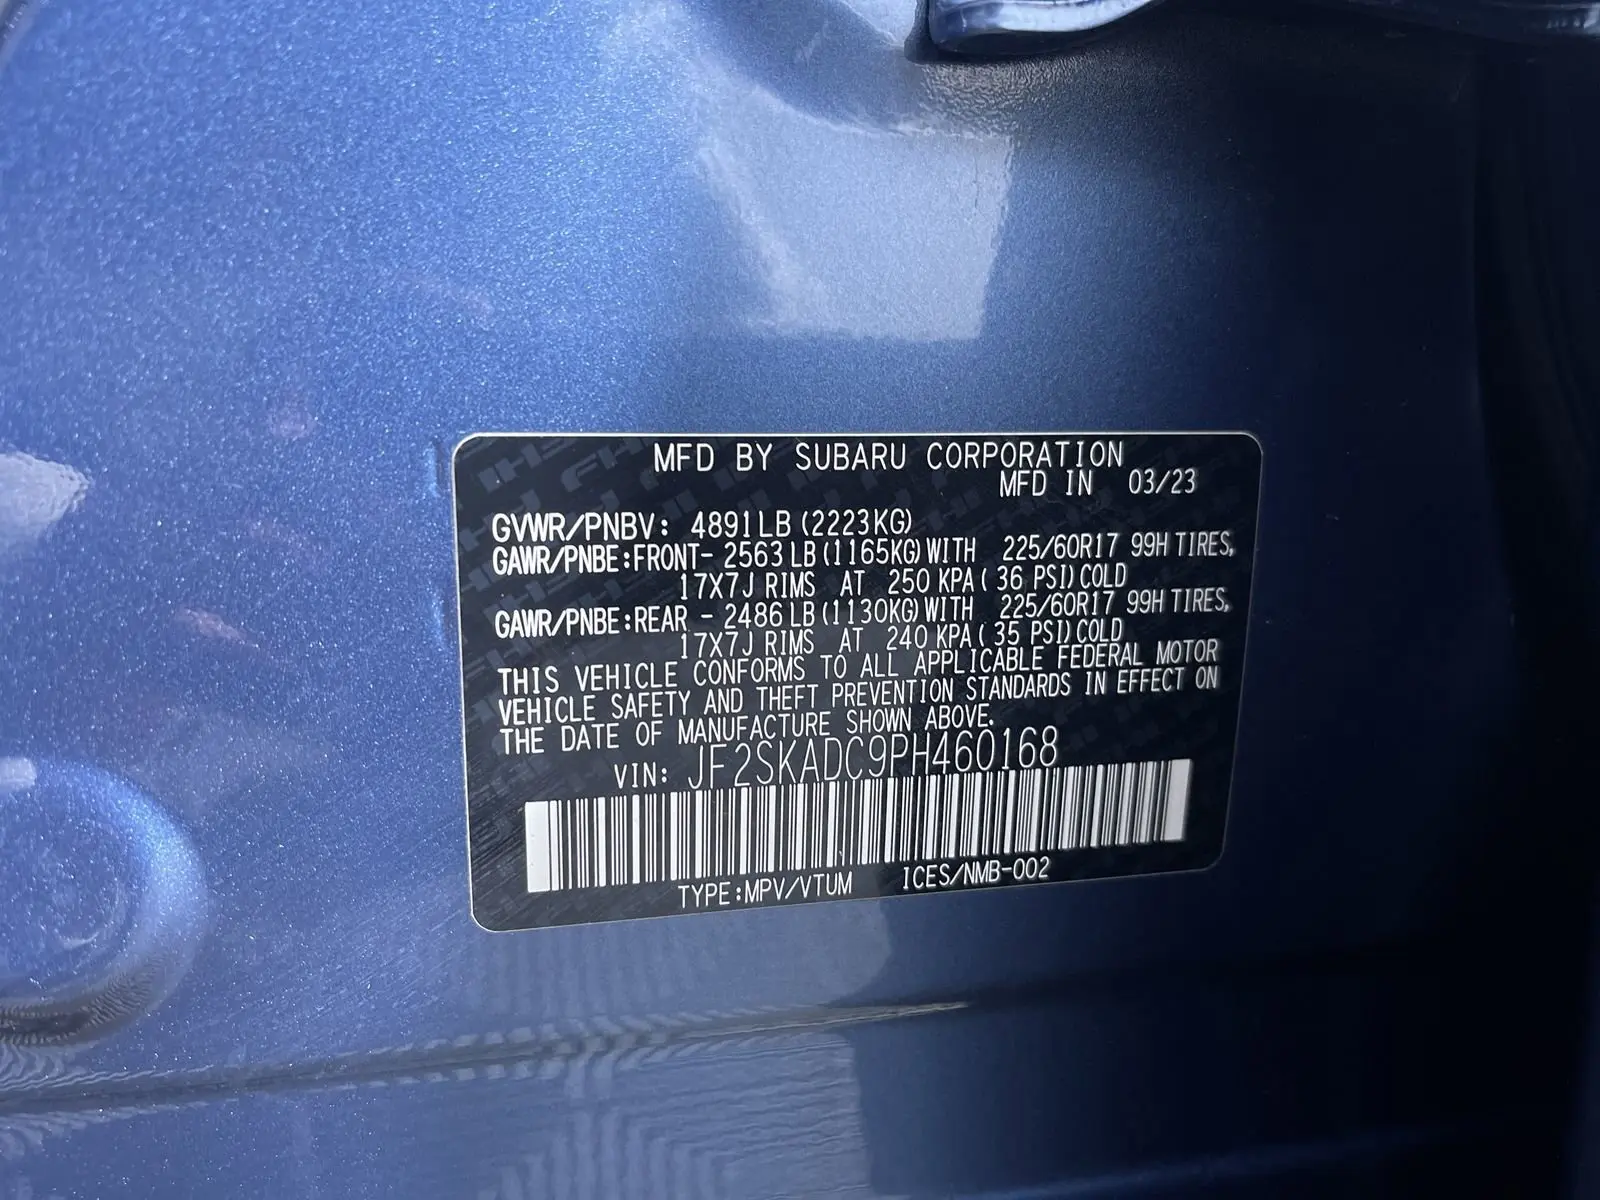 MFD BY SUBARU CORPORATION
MFD IN 03/23
GVWR/PNBV: 4891LB (2223KG)
GAWR/PNBE:FRONT- 2563LB(1165KG)WITH 225/60R17 99H TIRES,
17X7J RIMS AT 250 KPA( 36 PSI)COLD
GAWR/PNBE:REAR - 2486LB(1130KG)WITH 225/60R17 99H TIRES,
17X7J RIMS AT 240 KPA( 35 PSI)COLD
THIS VEHICLE CONFORMS TO ALL APPLICABLE FEDERAL MOTOR
VEHICLE SAFETY AND THEFT PREVENTION STANDARDS IN EFFECT ON
THE DATE OF MANUFACTURE SHOWN ABOVE.
VIN: JF2SKADC9PH460168
TYPE:MPV/VTUM ICES/NMB-002